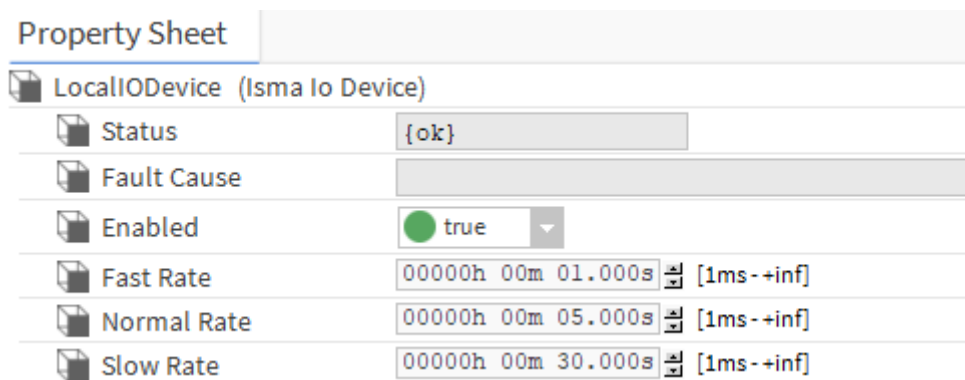 Property Sheet
LocalIODevice (Isma Io Device)
Status {ok}
Fault Cause
Enabled true
Fast Rate 00000h 00m 01.000s [1ms-+inf]
Normal Rate 00000h 00m 05.000s [1ms-+inf]
Slow Rate 00000h 00m 30.000s [1ms-+inf]